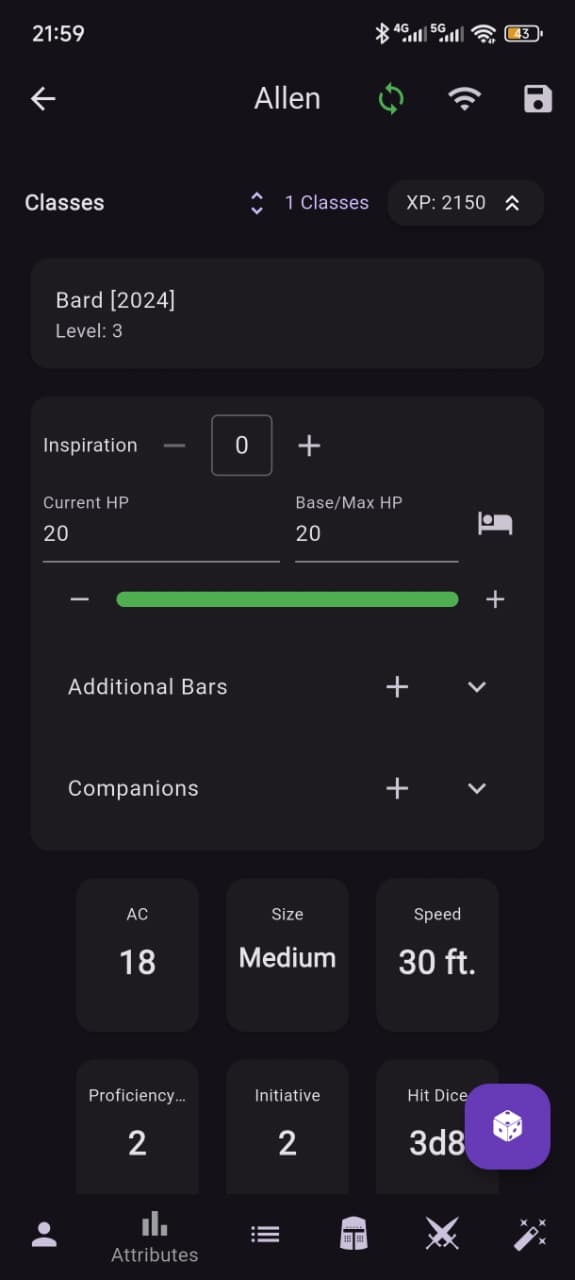 21:59
4G 5G 43
Allen
Classes 1 Classes XP: 2150
Bard [2024]
Level: 3
Inspiration 0
Current HP Base/Max HP
20 20
Additional Bars
Companions
AC Size Speed
18 Medium 30 ft.
Proficiency... Initiative Hit Dice
2 2 3d8
Attributes